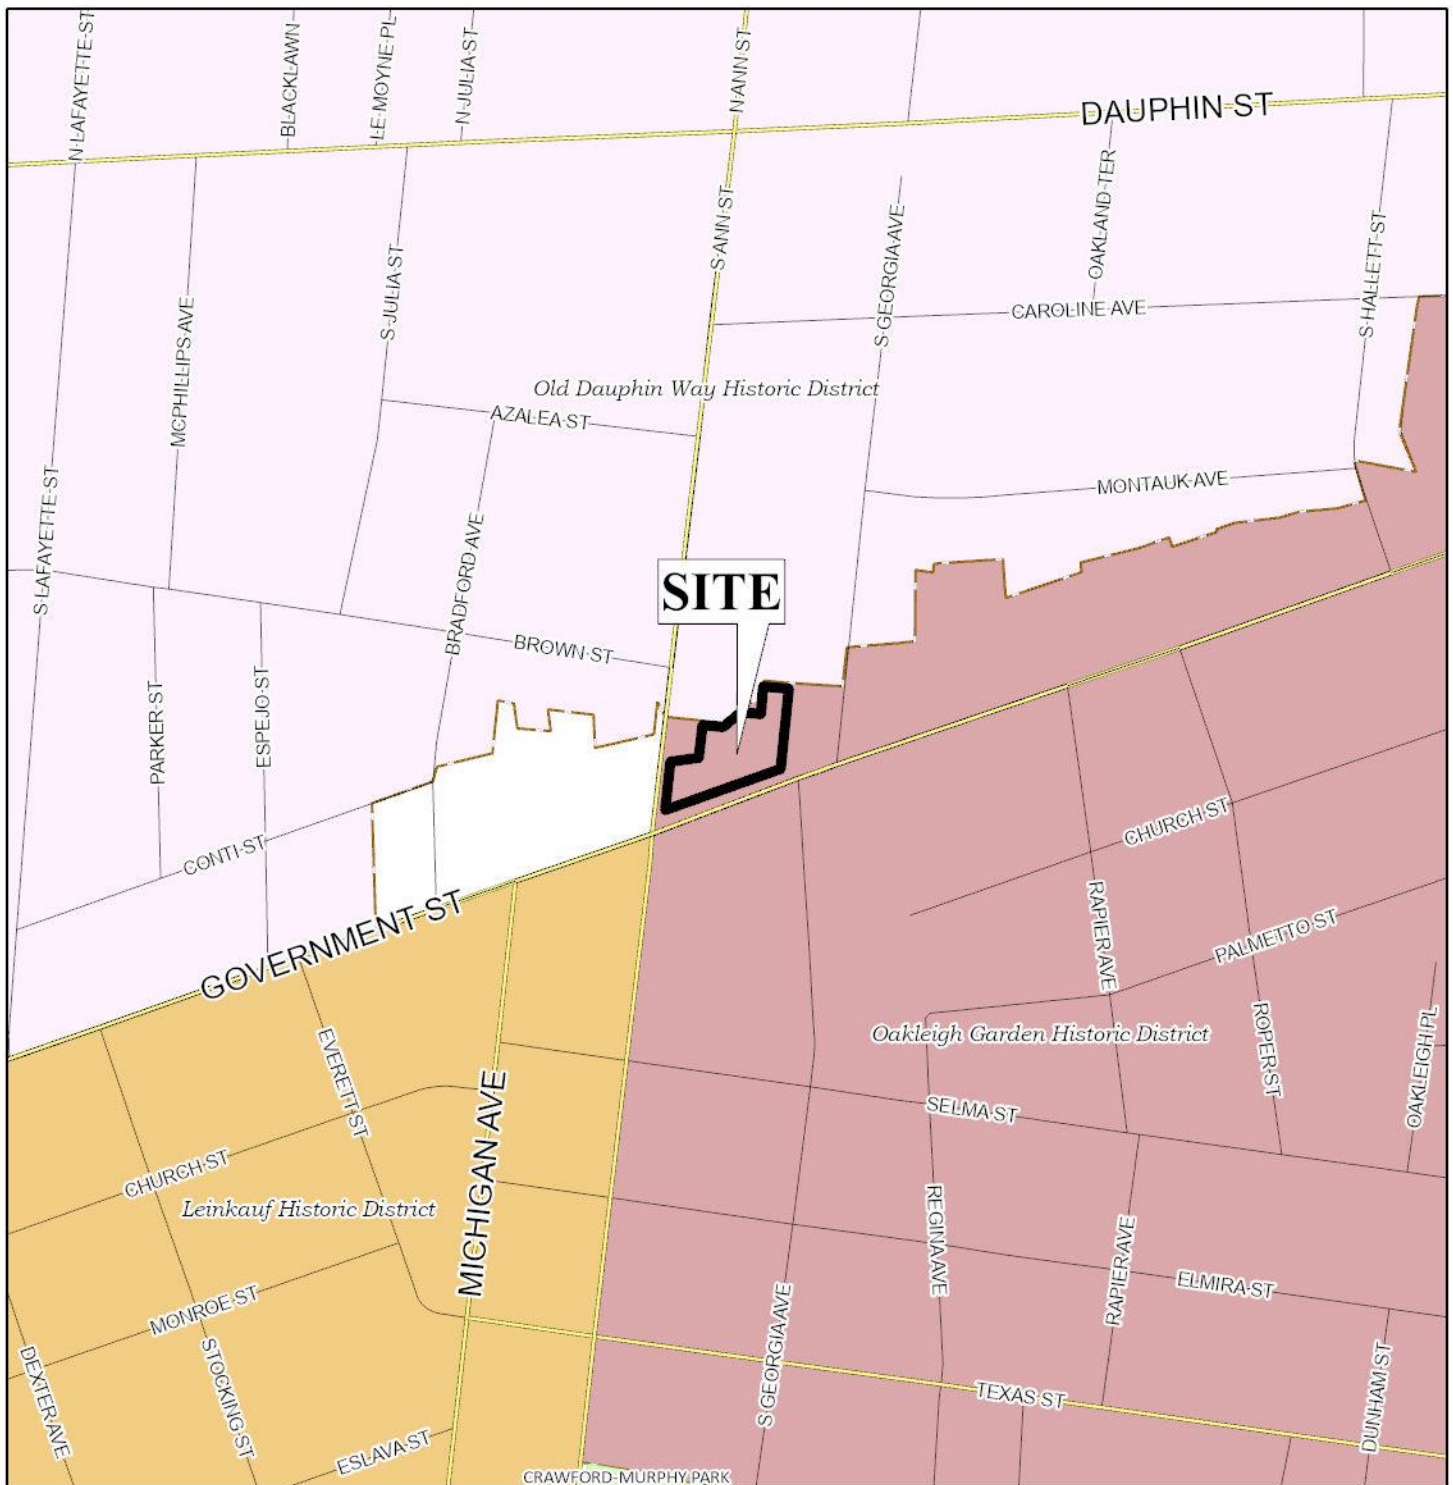 N LAFAYETTE ST
BLACKLAWN
LE MOYNE PL
N JULIA ST
N ANN ST
DAUPHIN ST
S ANN ST
OAKLAND TER
S GEORGIA AVE
S HALLETT ST
S JULIA ST
MCPHILLIPS AVE
CAROLINE AVE
Old Dauphin Way Historic District
AZALEA ST
MONTAUK AVE
S LAFAYETTE ST
BRADFORD AVE
SITE
BROWN ST
PARKER ST
ESPEJO ST
CHURCH ST
CONTI ST
GOVERNMENT ST
RAPIER AVE
PALMETTO ST
Oakleigh Garden Historic District
ROPER ST
OAKLEIGH PL
EVERETT ST
MICHIGAN AVE
SELMA ST
CHURCH ST
Leinkauf Historic District
REGINA AVE
RAPIER AVE
ELMIRA ST
MONROE ST
S GEORGIA AVE
DEXTER AVE
STOCKING ST
TEXAS ST
DUNHAM ST
ESLAVA ST
CRAWFORD-MURPHY PARK